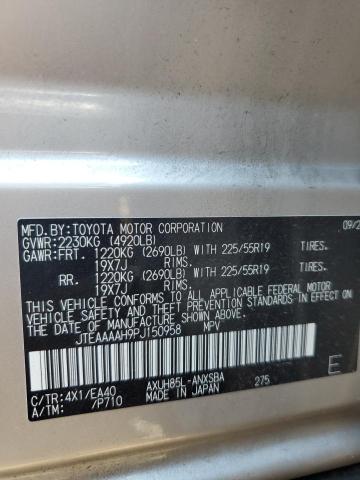 MFD.BY:TOYOTA MOTOR CORPORATION 09/2
GVWR:2230KG (4920LB)
GAWR:FRT. 1220KG (2690LB) WITH 225/55R19 TIRES.
19X7J RIMS.
RR. 1220KG (2690LB) WITH 225/55R19 TIRES.
19X7J RIMS.
THIS VEHICLE CONFORMS TO ALL APPLICABLE
FEDERAL MOTOR VEHICLE SAFETY AND THEFT
PREVENTION STANDARDS IN EFFECT ON THE DATE
OF MANUFACTURE SHOWN ABOVE.
JTEAAAAH9PJ150958 MPV
C/TR:4X1/EA40 AXUH85L-ANXSBA 275 E
A/TM: /P710 MADE IN JAPAN